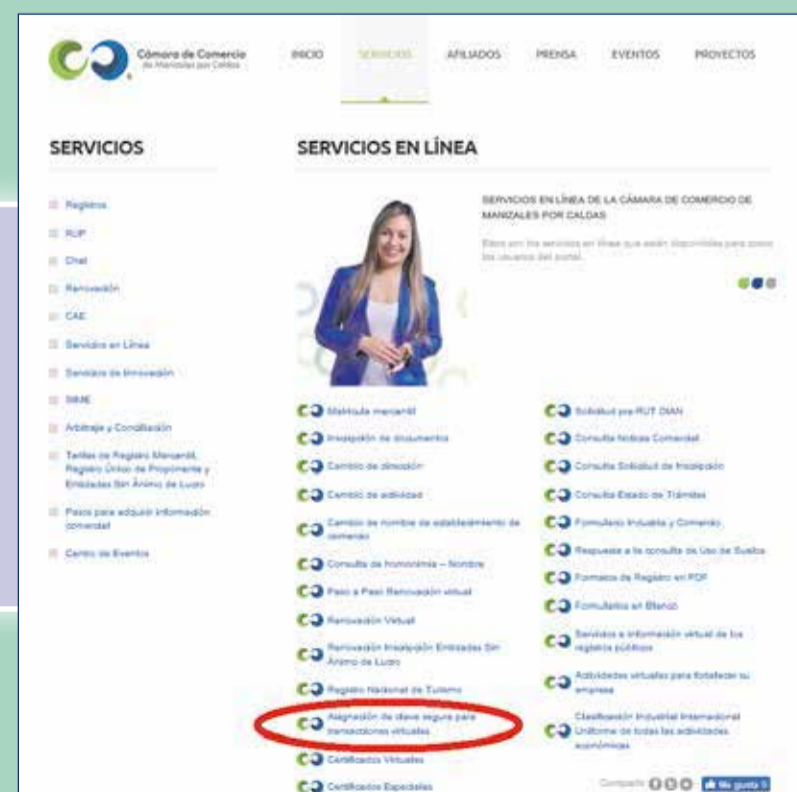 Cámara de Comercio
de Manizales por Caldas
INICIO
SERVICIOS
AFILIADOS
PRENSA
EVENTOS
PROYECTOS
SERVICIOS
Registros
RUP
Chat
Renovación
CAE
Servicios en Línea
Servicios de Innovación
Arbitraje y Conciliación
Tarifas de Registro Mercantil,
Registro Único de Proponente y
Entidades Sin Ánimo de Lucro
Pasos para adquirir información
comercial
Centro de Eventos
SERVICIOS EN LÍNEA
SERVICIOS EN LÍNEA DE LA CÁMARA DE COMERCIO DE
MANIZALES POR CALDAS
Estos son los servicios en línea que están disponibles para todos
los usuarios del portal.
Matrícula mercantil
Inscripción de documentos
Cambio de dirección
Cambio de actividad
Cambio de nombre de establecimiento de
comercio
Consulta de homonimia – Nombre
Paso a Paso Renovación virtual
Renovación Virtual
Renovación Inscripción Entidades Sin
Ánimo de Lucro
Registro Nacional de Turismo
Asignación de clave segura para
transacciones virtuales
Certificados Virtuales
Certificados Especiales
Solicitud pre-RUT DIAN
Consulta Noticia Comercial
Consulta Solicitud de Inscripción
Consulta Estado de Trámites
Formulario Industria y Comercio
Respuesta a la consulta de Uso de Suelos
Formatos de Registro en PDF
Formularios en Blanco
Servicios e información virtual de los
registros públicos
Actividades virtuales para fortalecer su
empresa
Clasificación Industrial Internacional
Uniforme de todas las actividades
económicas
Compartir
Me gusta